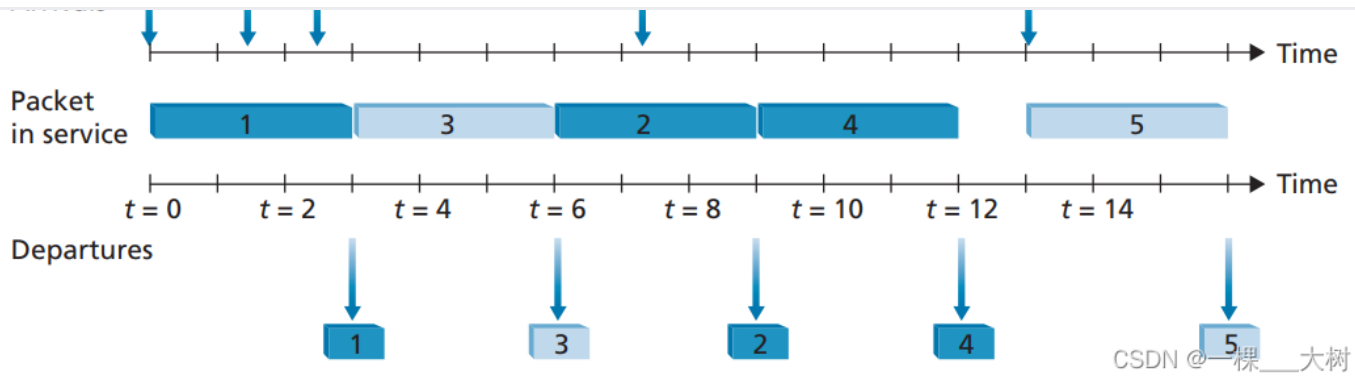 Time
Packet
in service
1
3
2
4
5
Time
t = 0
t = 2
t = 4
t = 6
t = 8
t = 10
t = 12
t = 14
Departures
1
3
2
4
5
CSDN @一棵___大树